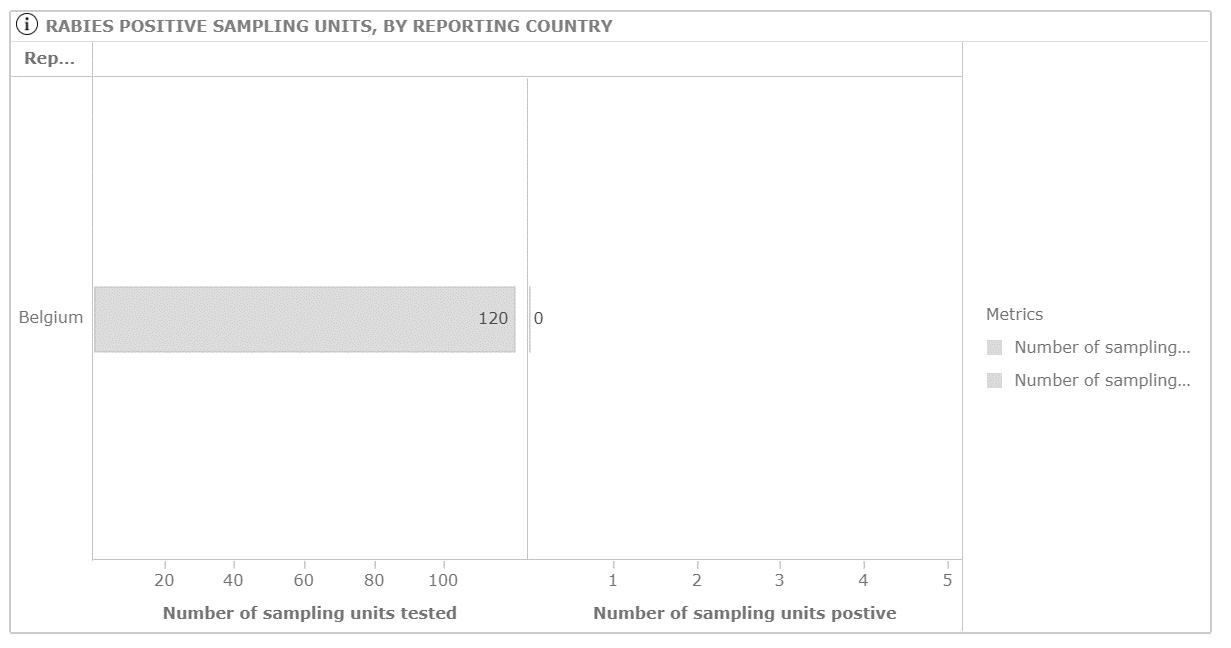 RABIES POSITIVE SAMPLING UNITS, BY REPORTING COUNTRY
Rep...
Belgium
120
0
Metrics
Number of sampling...
Number of sampling...
20 40 60 80 100
1 2 3 4 5
Number of sampling units tested
Number of sampling units postive